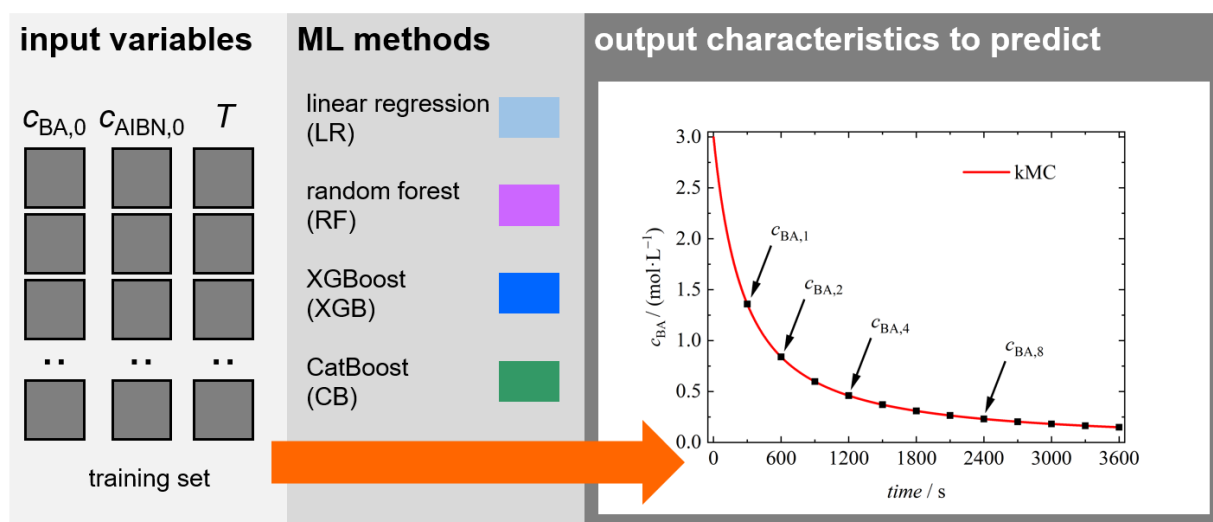 input variables
c_BA,0 c_AIBN,0 T
.. .. ..
training set
ML methods
linear regression
(LR)
random forest
(RF)
XGBoost
(XGB)
CatBoost
(CB)
output characteristics to predict
c_BA / (mol·L⁻¹)
3.0
2.5
2.0
1.5
1.0
0.5
0.0
kMC
c_BA,1
c_BA,2
c_BA,4
c_BA,8
0 600 1200 1800 2400 3000 3600
time / s